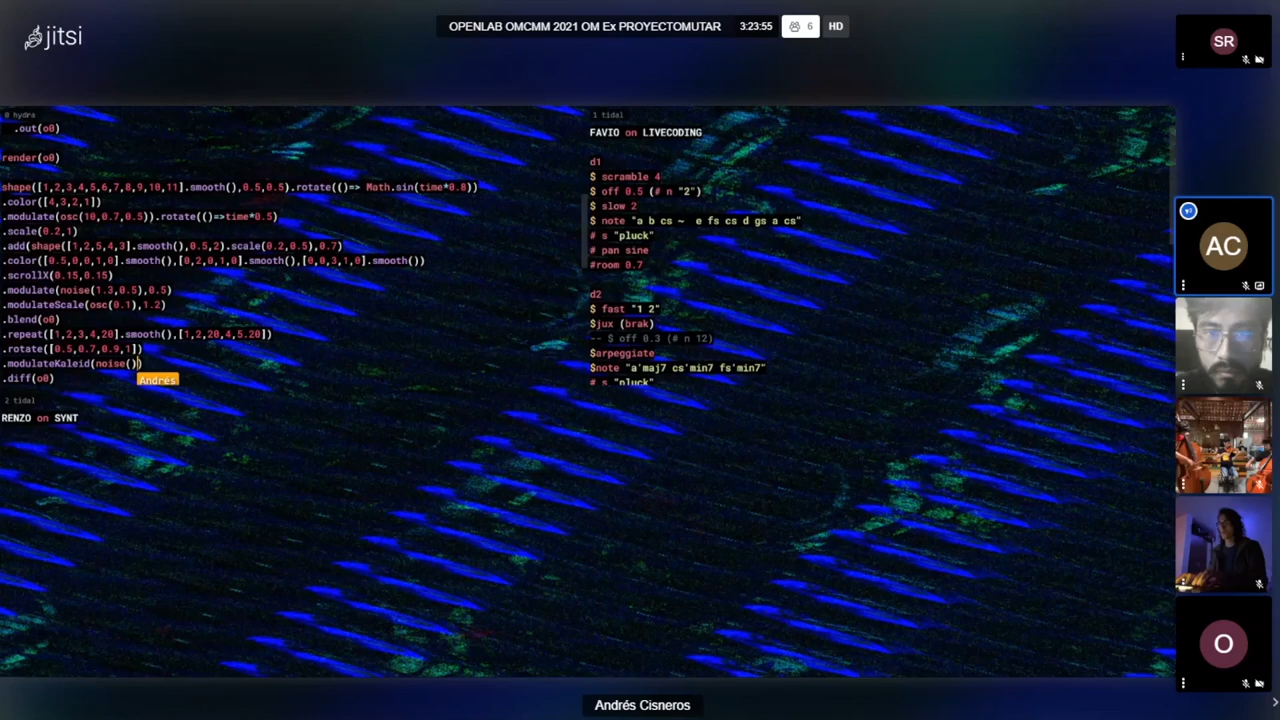 jitsi
OPENLAB OMCMM 2021 OM Ex PROYECTOMUTAR 3:23:55 6 HD
SR
0 hydra
.out(o0)
render(o0)
shape([1,2,3,4,5,6,7,8,9,10,11].smooth(),0.5,0.5).rotate(()=> Math.sin(time*0.8))
.color([4,3,2,1])
.modulate(osc(10,0.7,0.5)).rotate(()=>time*0.5)
.scale(0.2,1)
.add(shape([1,2,5,4,3].smooth(),0.5,2).scale(0.2,0.5),0.7)
.color([0.5,0,0,1,0].smooth(),[0,2,0,1,0].smooth(),[0,0,3,1,0].smooth())
.scrollX(0.15,0.15)
.modulate(noise(1.3,0.5),0.5)
.modulateScale(osc(0.1),1.2)
.blend(o0)
.repeat([1,2,3,4,20].smooth(),[1,2,20,4,5.20])
.rotate([0.5,0.7,0.9,1])
.modulateKaleid(noise())
.diff(o0)
Andrés
2 tidal
RENZO on SYNT
1 tidal
FAVIO on LIVECODING
d1
$ scramble 4
$ off 0.5 (# n "2")
$ slow 2
$ note "a b cs ~  e fs cs d gs a cs"
# s "pluck"
# pan sine
#room 0.7
d2
$ fast "1 2"
$jux (brak)
-- $ off 0.3 (# n 12)
$arpeggiate
$note "a'maj7 cs'min7 fs'min7"
# s "pluck"
AC
O
Andrés Cisneros